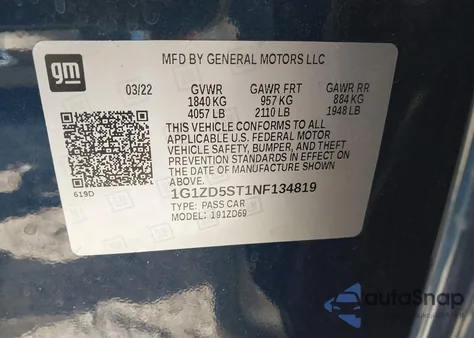 gm
MFD BY GENERAL MOTORS LLC
03/22 GVWR GAWR FRT GAWR RR
1840 KG 957 KG 884 KG
4057 LB 2110 LB 1948 LB
THIS VEHICLE CONFORMS TO ALL
APPLICABLE U.S. FEDERAL MOTOR
VEHICLE SAFETY, BUMPER, AND THEFT
PREVENTION STANDARDS IN EFFECT ON
THE DATE OF MANUFACTURE SHOWN
ABOVE.
619D
1G1ZD5ST1NF134819
TYPE: PASS CAR
MODEL: 191ZD69
autoSnap